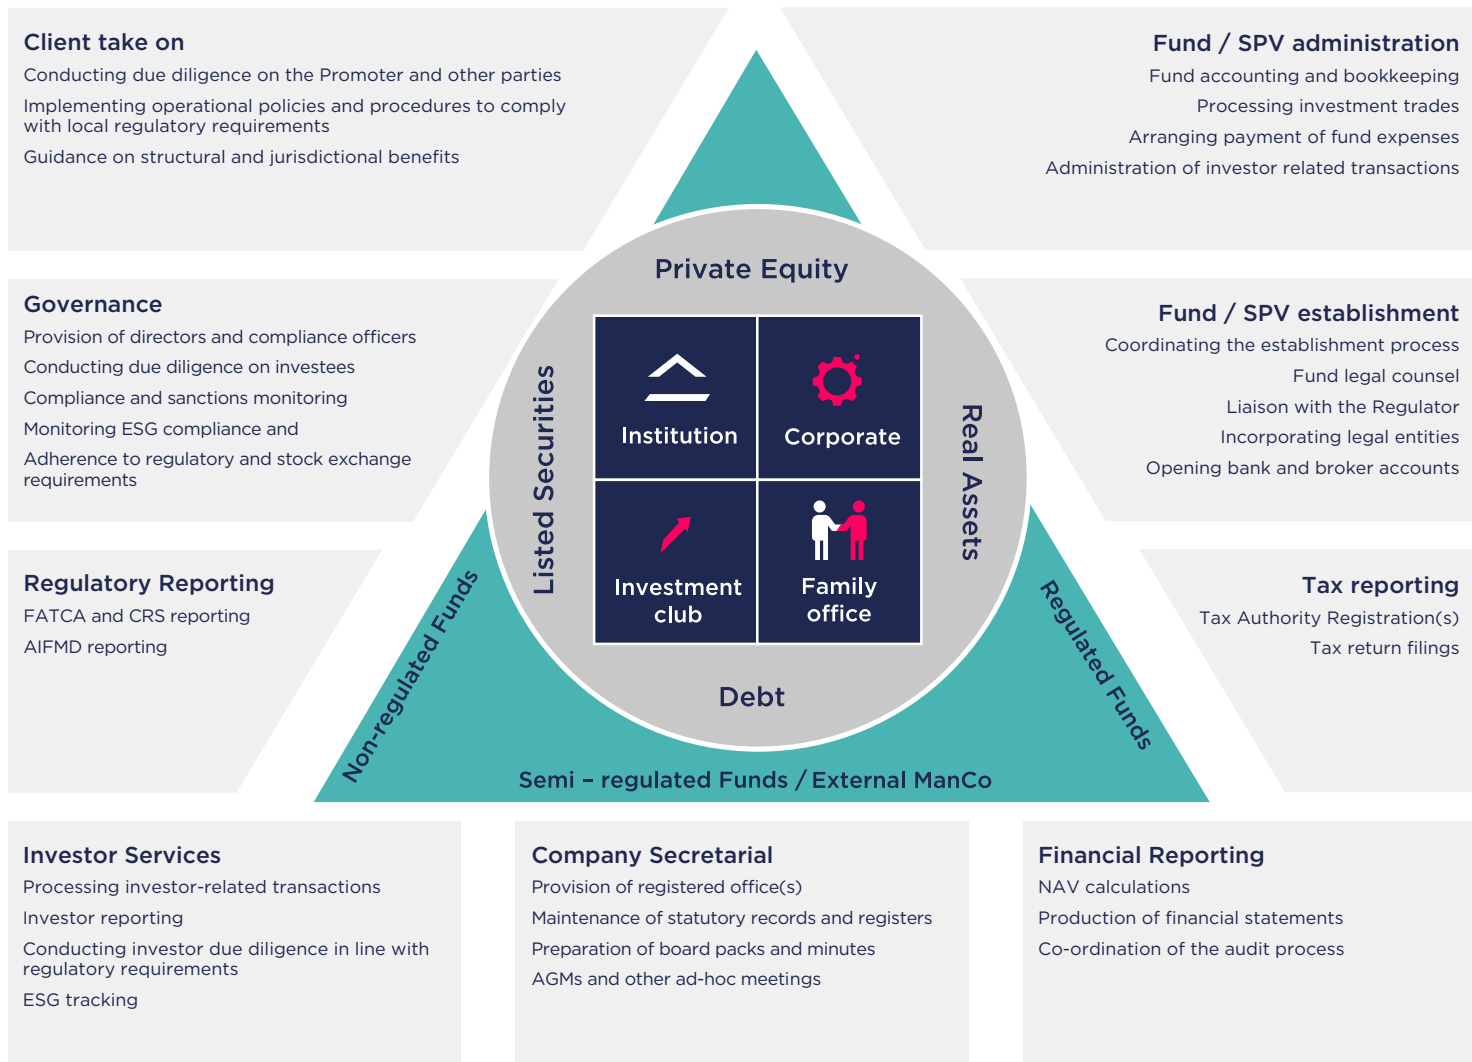 Client take on
Conducting due diligence on the Promoter and other parties
Implementing operational policies and procedures to comply
with local regulatory requirements
Guidance on structural and jurisdictional benefits
Fund / SPV administration
Fund accounting and bookkeeping
Processing investment trades
Arranging payment of fund expenses
Administration of investor related transactions
Governance
Provision of directors and compliance officers
Conducting due diligence on investees
Compliance and sanctions monitoring
Monitoring ESG compliance and
Adherence to regulatory and stock exchange
requirements
Fund / SPV establishment
Coordinating the establishment process
Fund legal counsel
Liaison with the Regulator
Incorporating legal entities
Opening bank and broker accounts
Private Equity
Listed Securities
Real Assets
Debt
Institution
Corporate
Investment
club
Family
office
Regulatory Reporting
FATCA and CRS reporting
AIFMD reporting
Tax reporting
Tax Authority Registration(s)
Tax return filings
Non-regulated Funds
Regulated Funds
Semi – regulated Funds / External ManCo
Investor Services
Processing investor-related transactions
Investor reporting
Conducting investor due diligence in line with
regulatory requirements
ESG tracking
Company Secretarial
Provision of registered office(s)
Maintenance of statutory records and registers
Preparation of board packs and minutes
AGMs and other ad-hoc meetings
Financial Reporting
NAV calculations
Production of financial statements
Co-ordination of the audit process